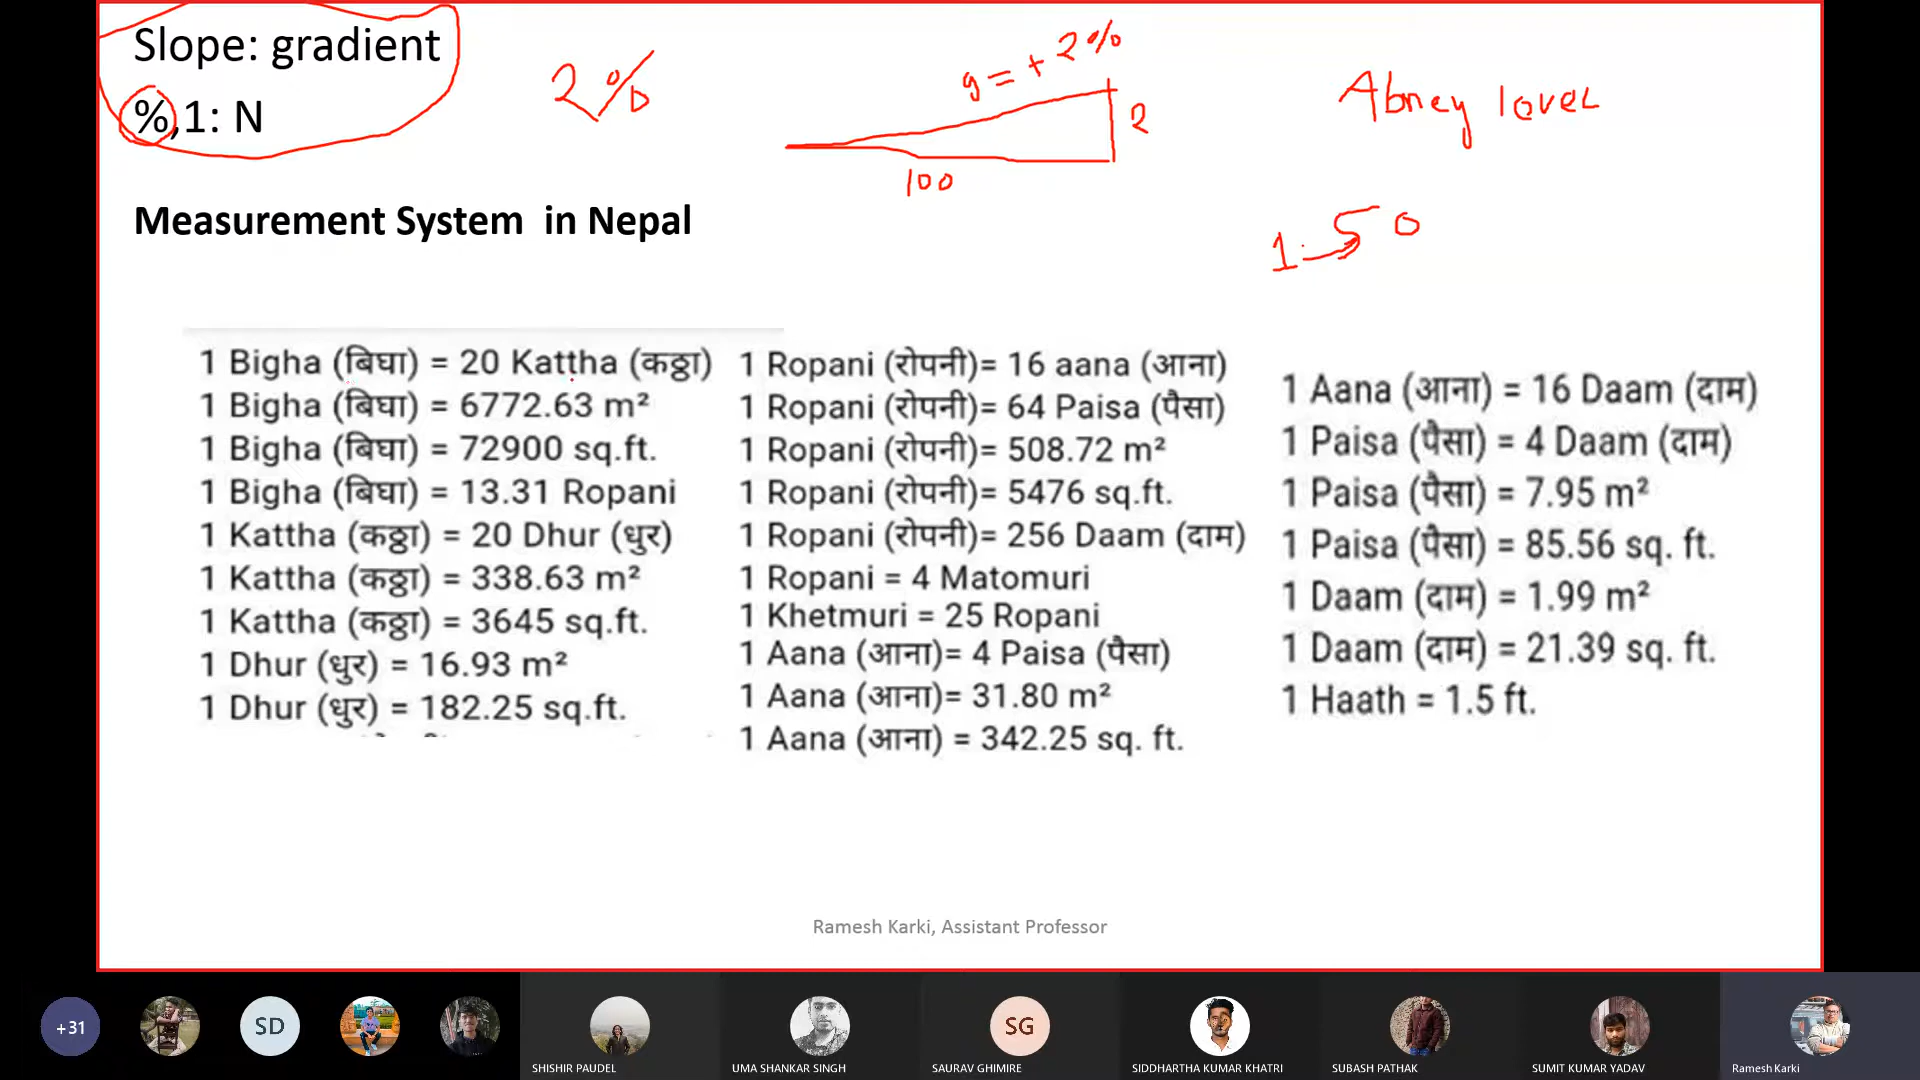 Slope: gradient
%,1: N
2%
g = + 2%
2
100
Abney level
1:50
Measurement System in Nepal
1 Bigha (बिघा) = 20 Kattha (कठ्ठा)
1 Bigha (बिघा) = 6772.63 m²
1 Bigha (बिघा) = 72900 sq.ft.
1 Bigha (बिघा) = 13.31 Ropani
1 Kattha (कठ्ठा) = 20 Dhur (धुर)
1 Kattha (कठ्ठा) = 338.63 m²
1 Kattha (कठ्ठा) = 3645 sq.ft.
1 Dhur (धुर) = 16.93 m²
1 Dhur (धुर) = 182.25 sq.ft.
1 Ropani (रोपनी)= 16 aana (आना)
1 Ropani (रोपनी)= 64 Paisa (पैसा)
1 Ropani (रोपनी)= 508.72 m²
1 Ropani (रोपनी)= 5476 sq.ft.
1 Ropani (रोपनी)= 256 Daam (दाम)
1 Ropani = 4 Matomuri
1 Khetmuri = 25 Ropani
1 Aana (आना)= 4 Paisa (पैसा)
1 Aana (आना)= 31.80 m²
1 Aana (आना) = 342.25 sq. ft.
1 Aana (आना) = 16 Daam (दाम)
1 Paisa (पैसा) = 4 Daam (दाम)
1 Paisa (पैसा) = 7.95 m²
1 Paisa (पैसा) = 85.56 sq. ft.
1 Daam (दाम) = 1.99 m²
1 Daam (दाम) = 21.39 sq. ft.
1 Haath = 1.5 ft.
Ramesh Karki, Assistant Professor
+31
SD
SG
SHISHIR PAUDEL
UMA SHANKAR SINGH
SAURAV GHIMIRE
SIDDHARTHA KUMAR KHATRI
SUBASH PATHAK
SUMIT KUMAR YADAV
Ramesh Karki